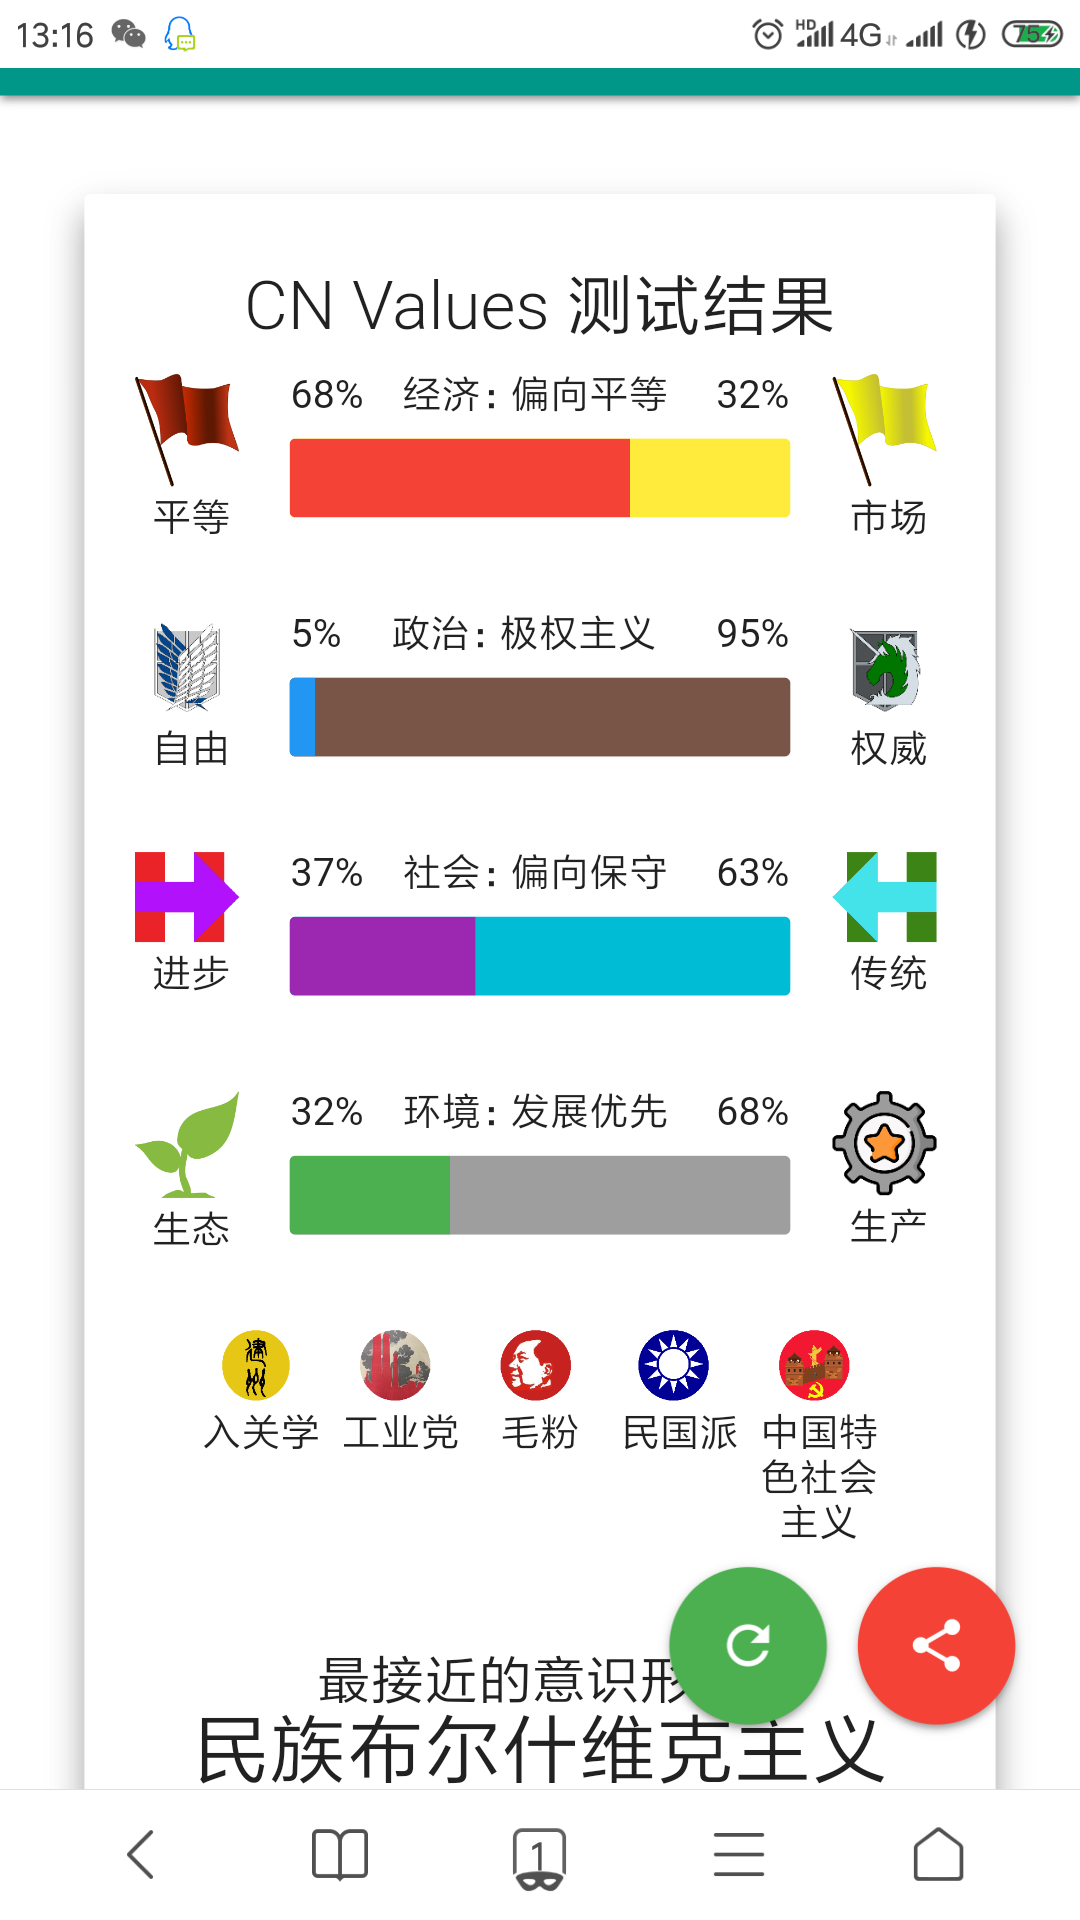 13:16
HD
4G
75
CN Values 测试结果
68% 经济：偏向平等 32%
平等
市场
5% 政治：极权主义 95%
自由
权威
37% 社会：偏向保守 63%
进步
传统
32% 环境：发展优先 68%
生态
生产
建州
入关学
工业党
毛粉
民国派
中国特
色社会
主义
最接近的意识形
民族布尔什维克主义
1